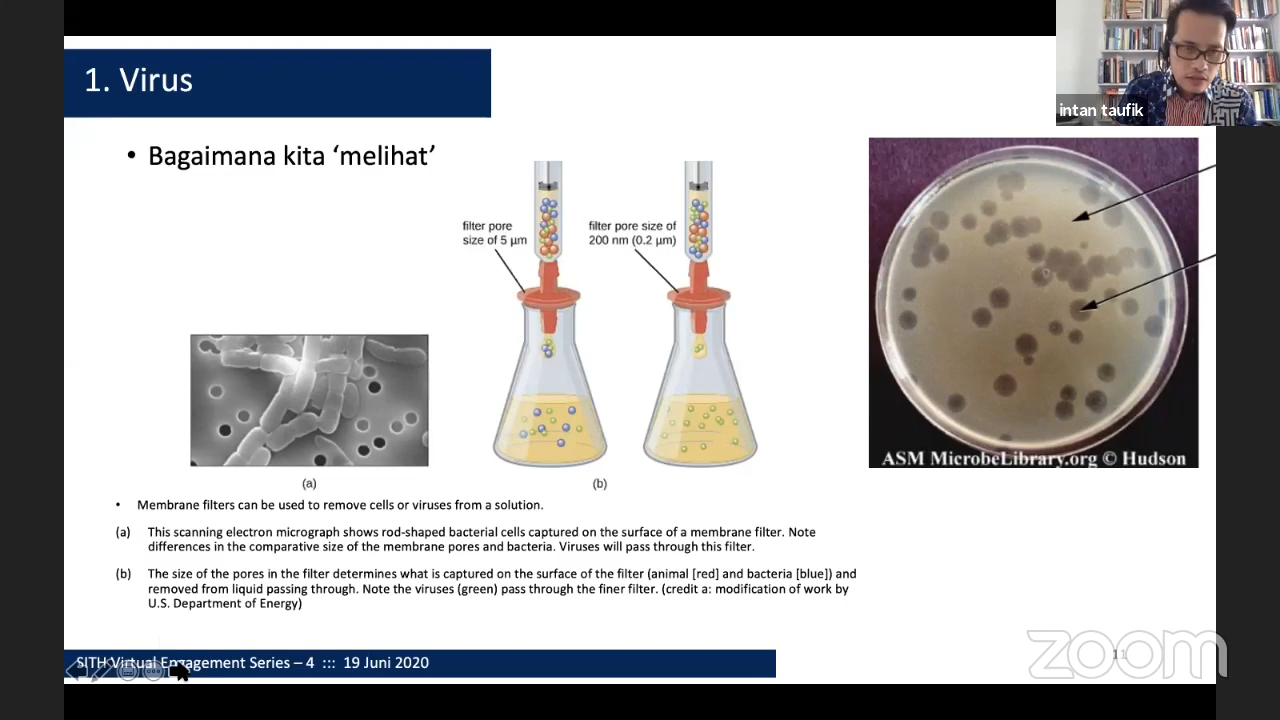 1. Virus
intan taufik
• Bagaimana kita ‘melihat’
filter pore
size of 5 µm
filter pore size of
200 nm (0.2 µm)
ASM MicrobeLibrary.org © Hudson
(a)
(b)
• Membrane filters can be used to remove cells or viruses from a solution.
(a) This scanning electron micrograph shows rod-shaped bacterial cells captured on the surface of a membrane filter. Note
differences in the comparative size of the membrane pores and bacteria. Viruses will pass through this filter.
(b) The size of the pores in the filter determines what is captured on the surface of the filter (animal [red] and bacteria [blue]) and
removed from liquid passing through. Note the viruses (green) pass through the finer filter. (credit a: modification of work by
U.S. Department of Energy)
SITH Virtual Engagement Series – 4 ::: 19 Juni 2020
11
zoom